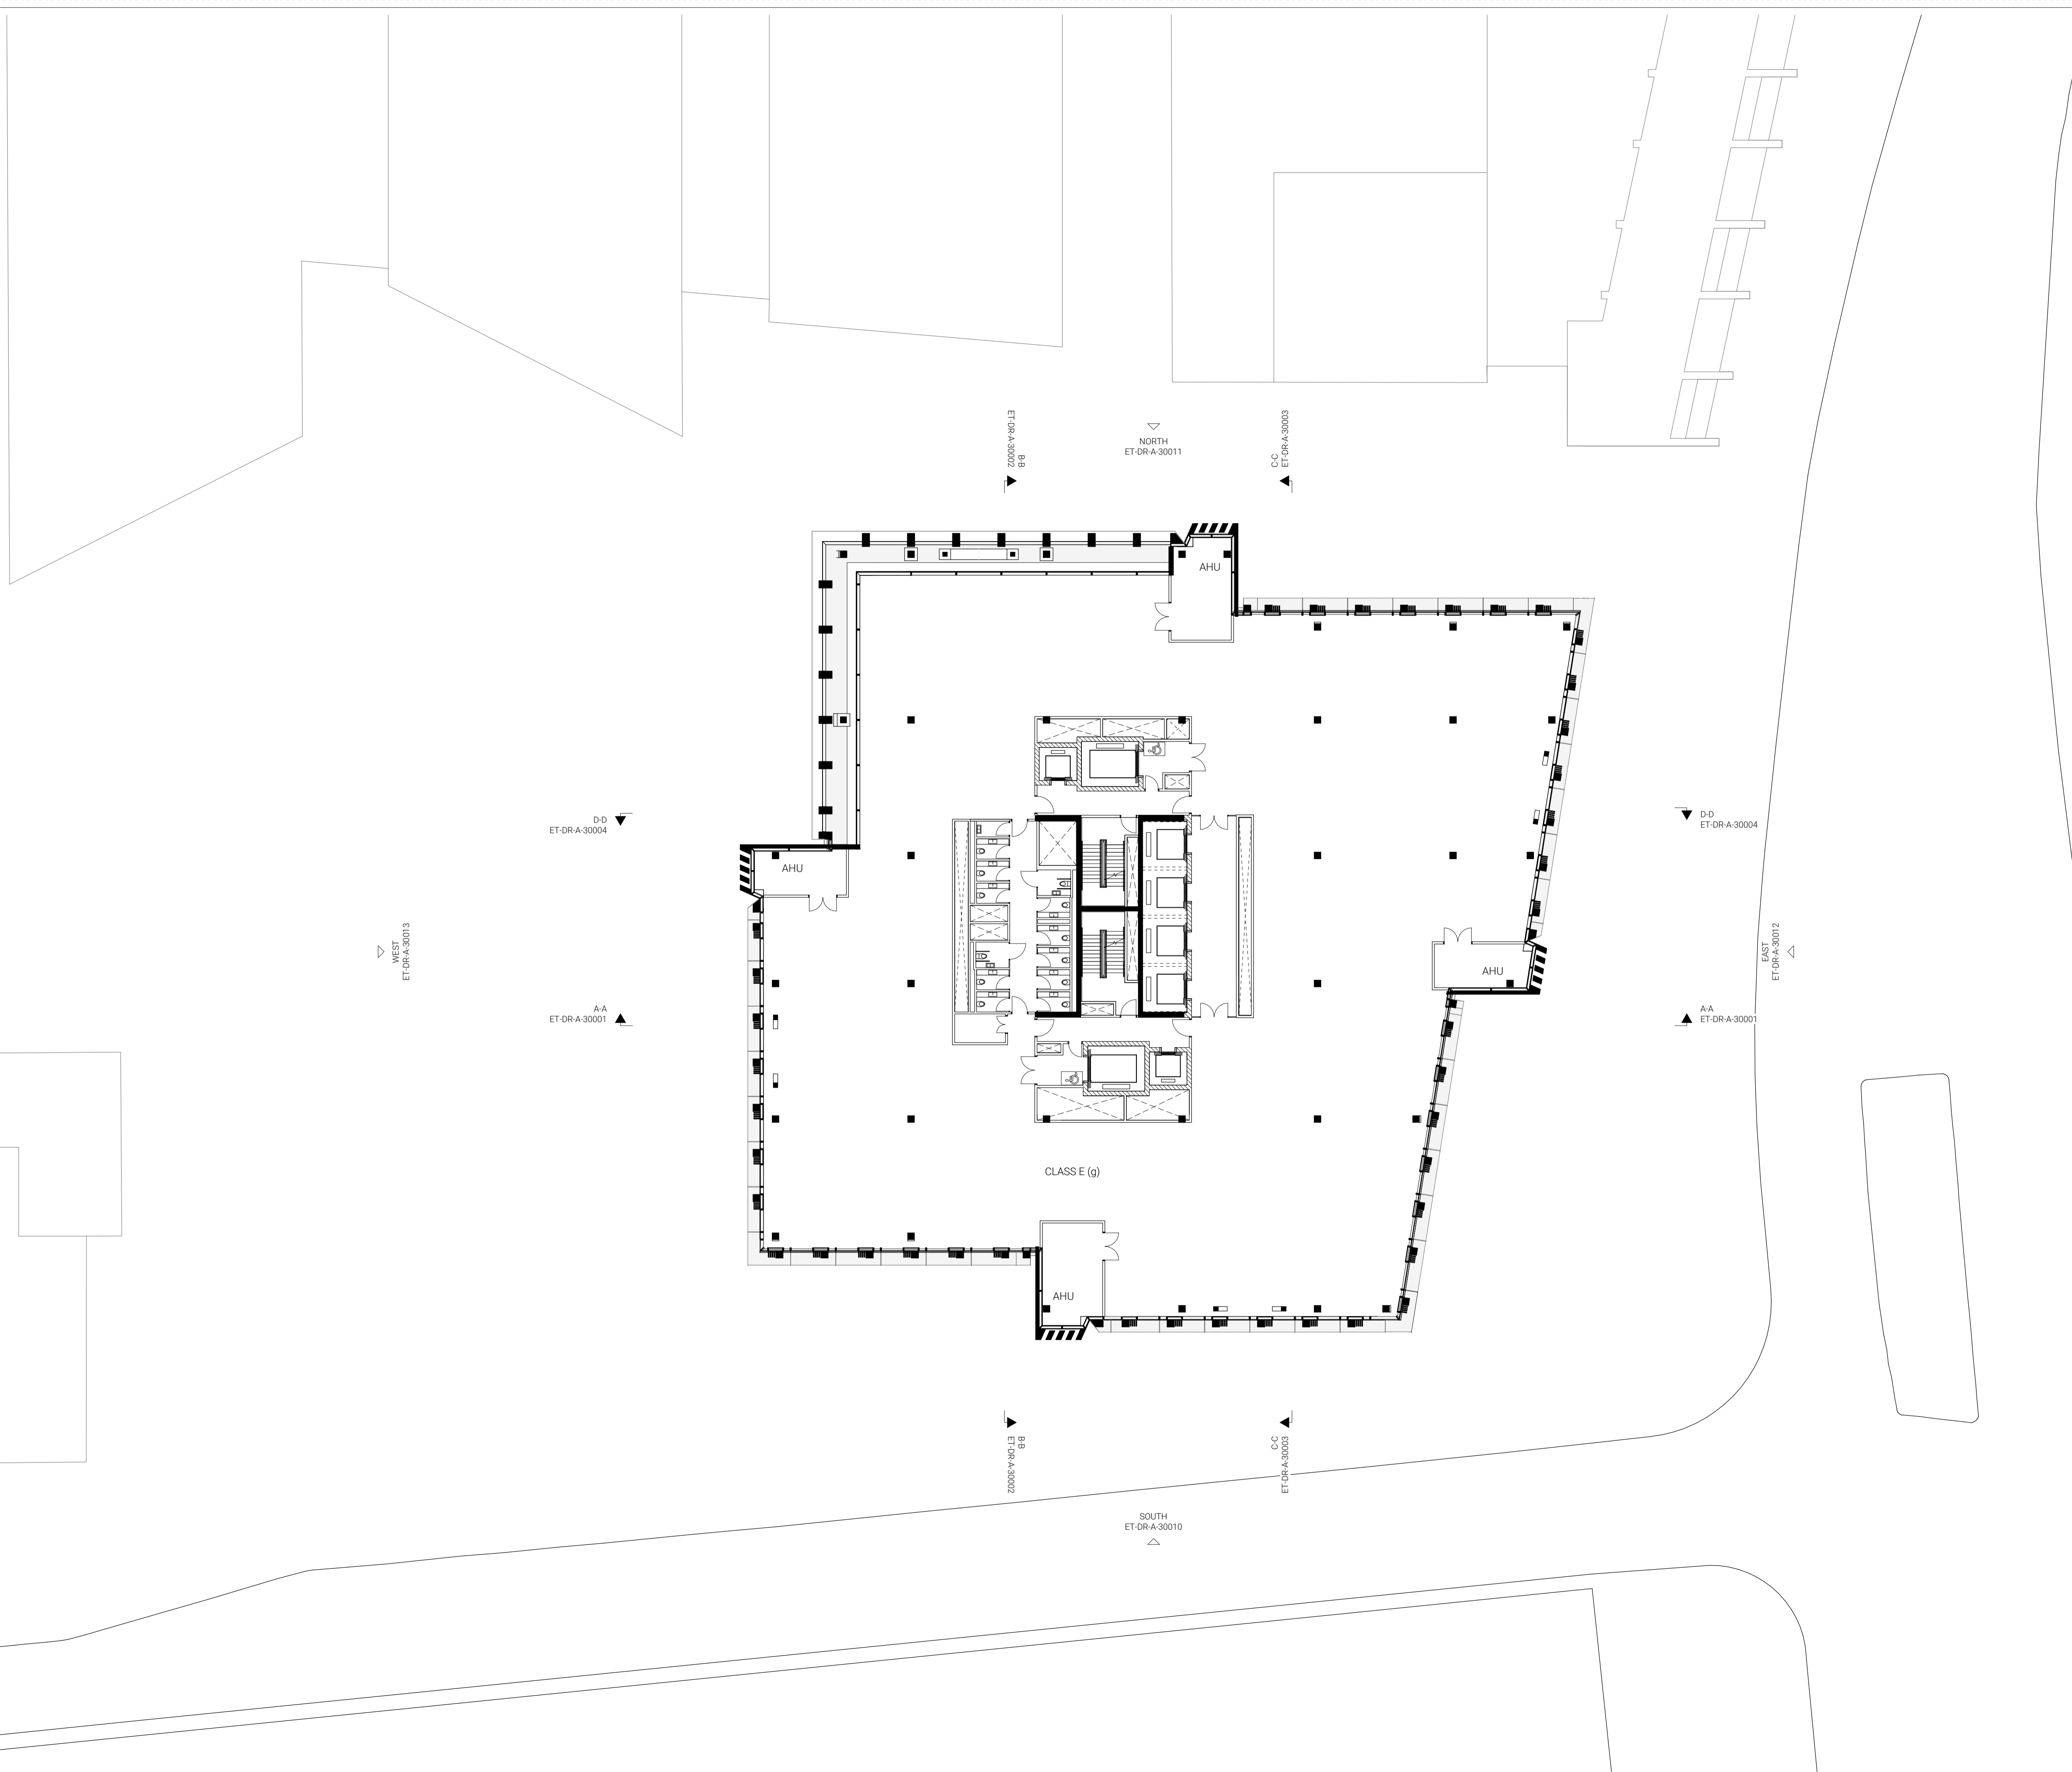 ET-DR-A-30002
B-B
NORTH
ET-DR-A-30011
C-C
ET-DR-A-30003
AHU
D-D
ET-DR-A-30004
D-D
ET-DR-A-30004
AHU
WEST
ET-DR-A-30013
EAST
ET-DR-A-30012
AHU
A-A
ET-DR-A-30001
A-A
ET-DR-A-30001
CLASS E (g)
AHU
B-B
ET-DR-A-30002
C-C
ET-DR-A-30003
SOUTH
ET-DR-A-30010